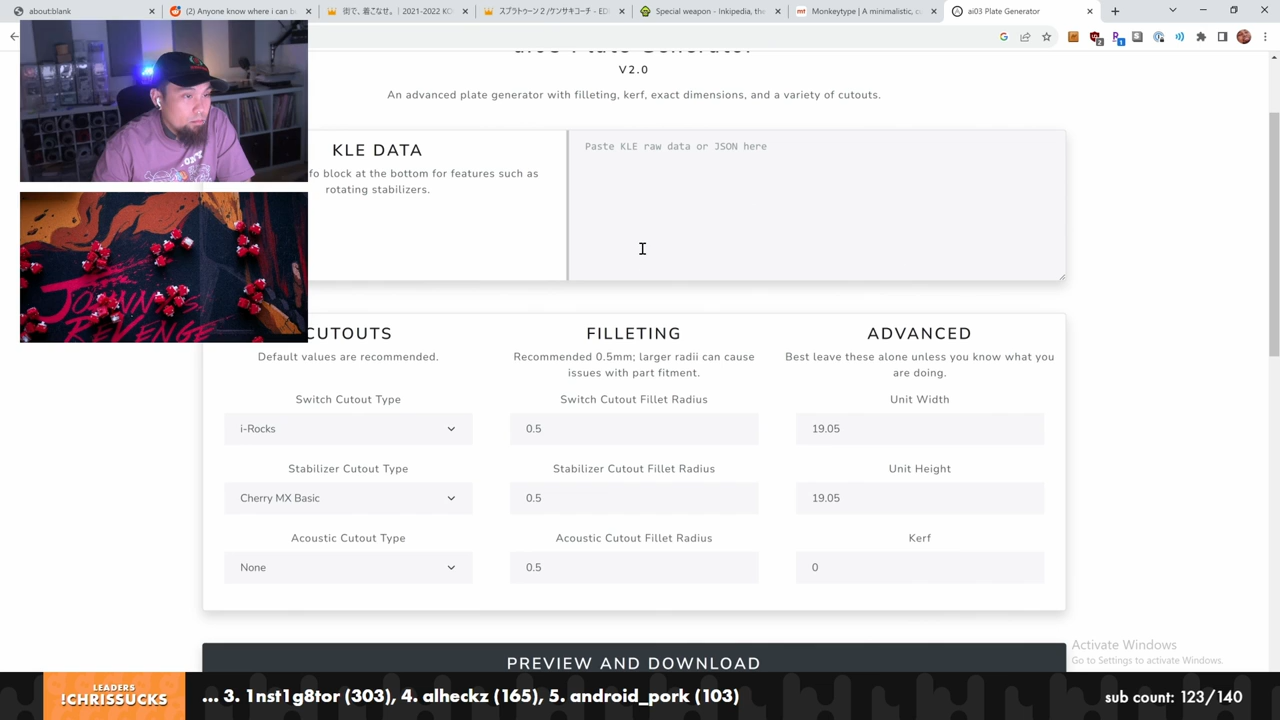 about:blank
(2) Anyone know where i can b
街で、着こなせ。| 2021-2022 KO
スプラトゥーン２/ケンサキコーチ - EDI
Special weapon - Inkipedia, the
Monkeytype | A minimalistic, c
ai03 Plate Generator
ai03 Plate Generator
V2.0
An advanced plate generator with filleting, kerf, exact dimensions, and a variety of cutouts.
KLE DATA
fo block at the bottom for features such as
rotating stabilizers.
Paste KLE raw data or JSON here
JOHNNY'S
REVENGE
CUTOUTS
Default values are recommended.
Switch Cutout Type
i-Rocks
Stabilizer Cutout Type
Cherry MX Basic
Acoustic Cutout Type
None
FILLETING
Recommended 0.5mm; larger radii can cause
issues with part fitment.
Switch Cutout Fillet Radius
0.5
Stabilizer Cutout Fillet Radius
0.5
Acoustic Cutout Fillet Radius
0.5
ADVANCED
Best leave these alone unless you know what you
are doing.
Unit Width
19.05
Unit Height
19.05
Kerf
0
PREVIEW AND DOWNLOAD
Activate Windows
Go to Settings to activate Windows.
LEADERS
!CHRISSUCKS
... 3. 1nst1g8tor (303), 4. alheckz (165), 5. android_pork (103)
sub count: 123/140